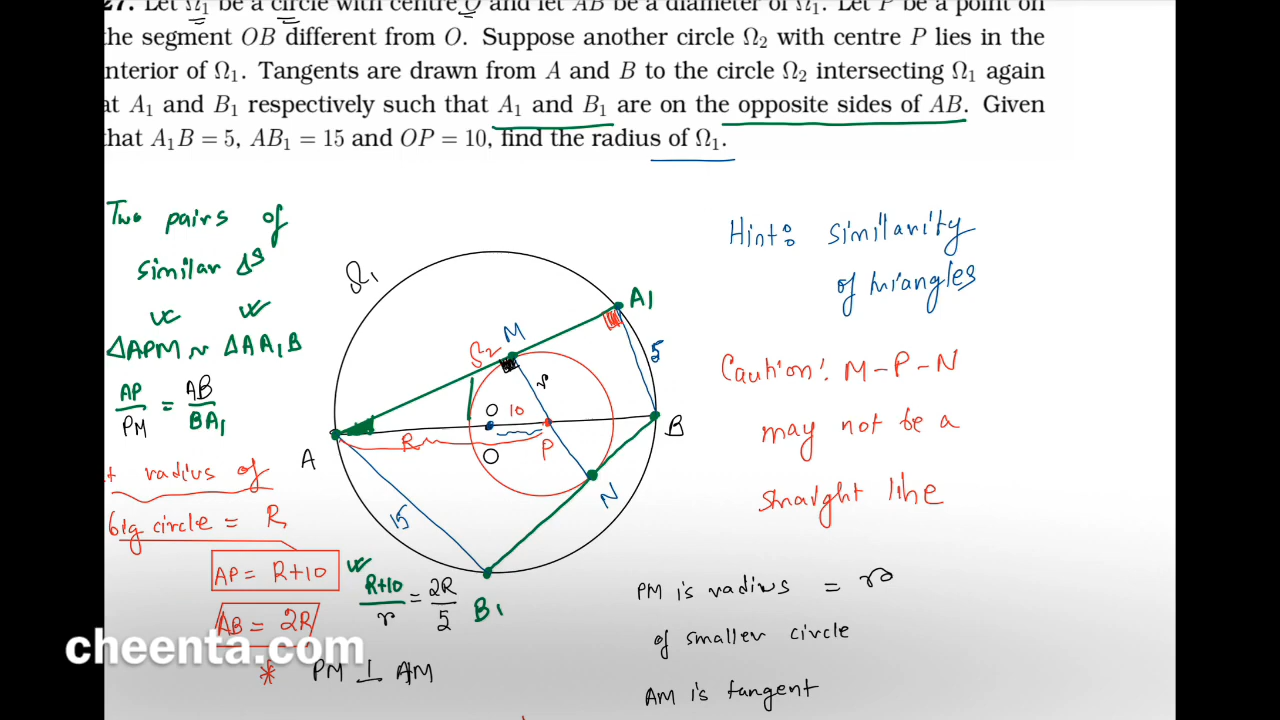 27. Let Ω₁ be a circle with centre O and let AB be a diameter of Ω₁. Let P be a point on
the segment OB different from O. Suppose another circle Ω₂ with centre P lies in the
interior of Ω₁. Tangents are drawn from A and B to the circle Ω₂ intersecting Ω₁ again
at A₁ and B₁ respectively such that A₁ and B₁ are on the opposite sides of AB. Given
that A₁B = 5, AB₁ = 15 and OP = 10, find the radius of Ω₁.
Two pairs of
similar Δs
ΔAPM ~ ΔAA₁B
AP/PM = AB/BA₁
radius of
big circle = R
AP = R+10
AB = 2R
R+10/r = 2R/5
* PM ⊥ AM
Ω₁
A₁
M
Ω₂
5
r
O
10
B
A
R
O
P
N
15
B₁
Hint: similarity
of triangles
Caution! M-P-N
may not be a
straight line
PM is radius = r
of smaller circle
AM is tangent
cheenta.com